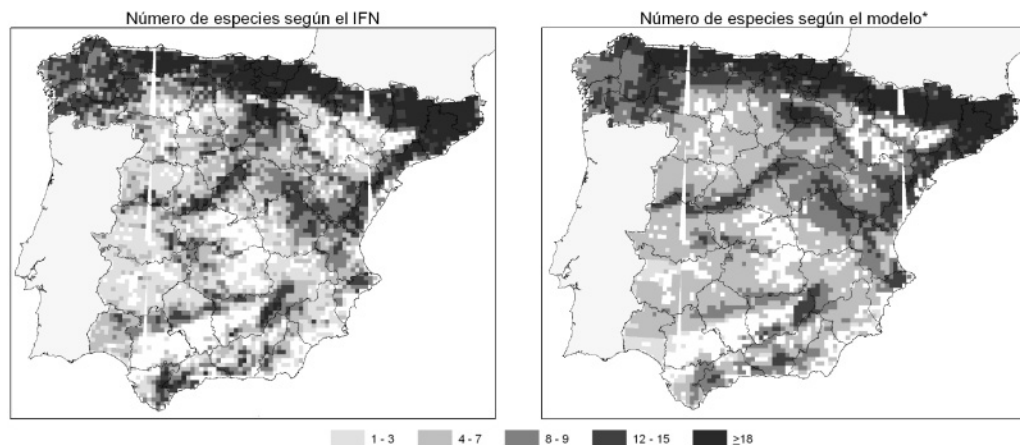 Número de especies según el IFN
Número de especies según el modelo*
1 - 3
4 - 7
8 - 9
12 - 15
≥18